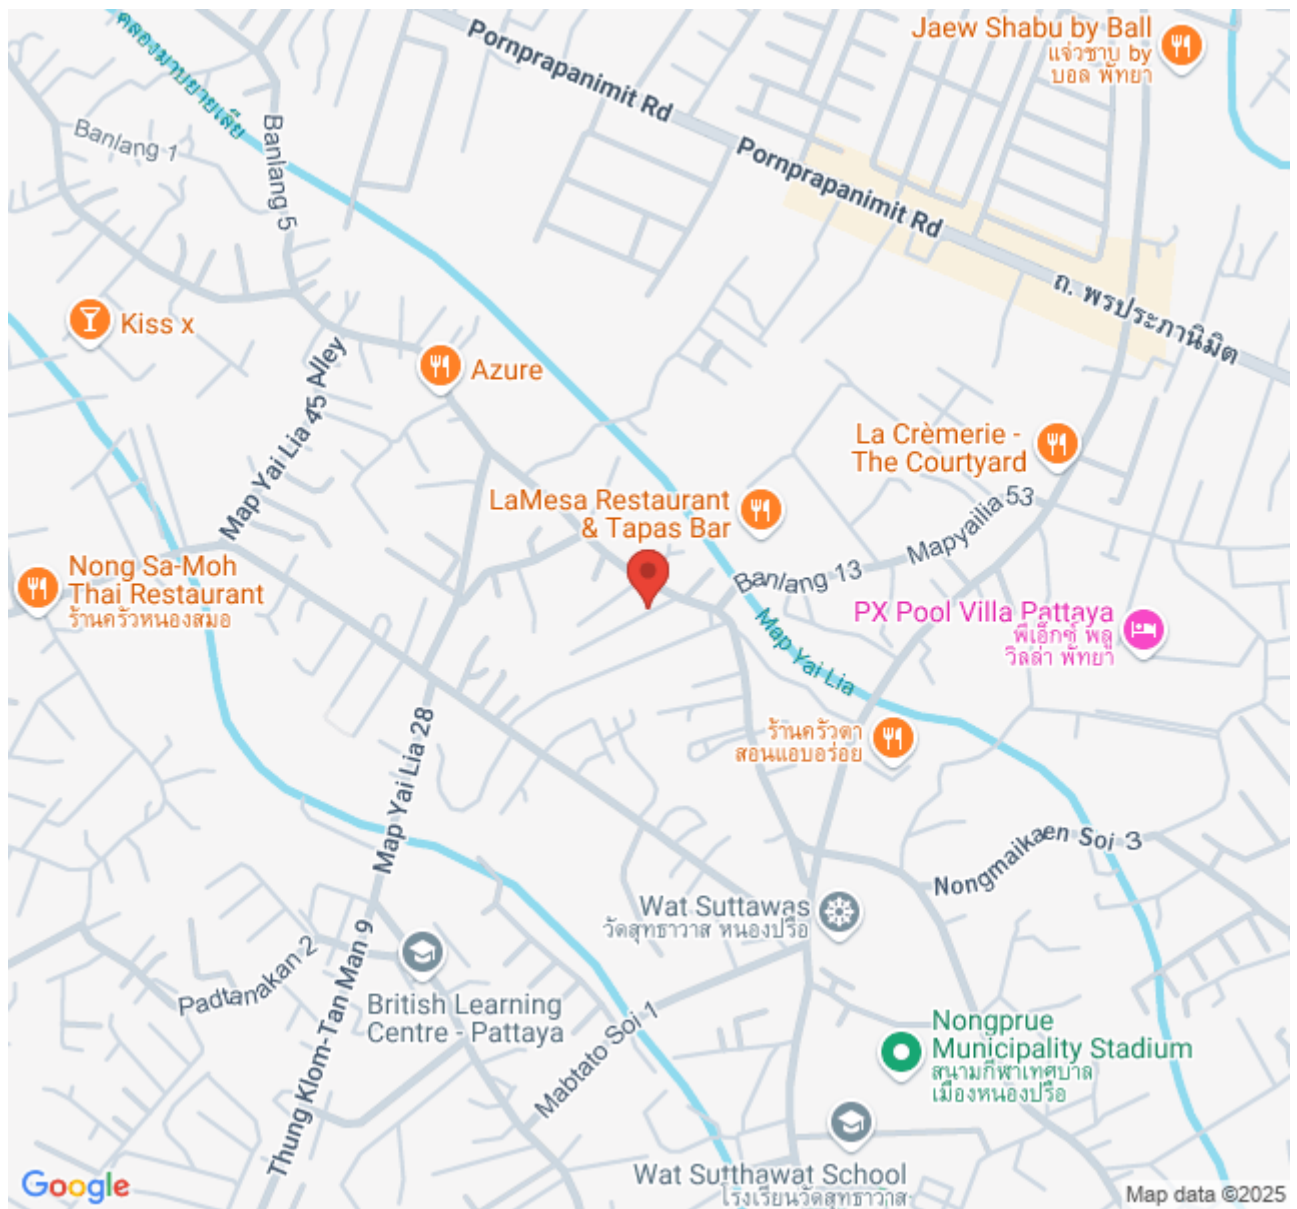 คลองมาบยายเลีย
Pornprapanimit Rd
Jaew Shabu by Ball
แจ่วชาบู by
บอล พัทยา
Banlang 1
Banlang 5
Pornprapanimit Rd
ถ. พรประภานิมิต
Kiss x
Map Yai Lia 45 Alley
Azure
La Crèmerie -
The Courtyard
LaMesa Restaurant
& Tapas Bar
Mapyailia 53
Banlang 13
Nong Sa-Moh
Thai Restaurant
ร้านครัวหนองสมอ
Map Yai Lia
PX Pool Villa Pattaya
พีเอ็กซ์ พลู
วิลล่า พัทยา
Map Yai Lia 28
ร้านครัวตา
สอนแอบอร่อย
Nongmaikaen Soi 3
Wat Suttawas
วัดสุทธาวาส หนองปรือ
Padtanakan 2
Thung Klom-Tan Man 9
British Learning
Centre - Pattaya
Mabtato Soi 1
Nongprue
Municipality Stadium
สนามกีฬาเทศบาล
เมืองหนองปรือ
Wat Sutthawat School
โรงเรียนวัดสุทธาวาส
Google
Map data ©2025